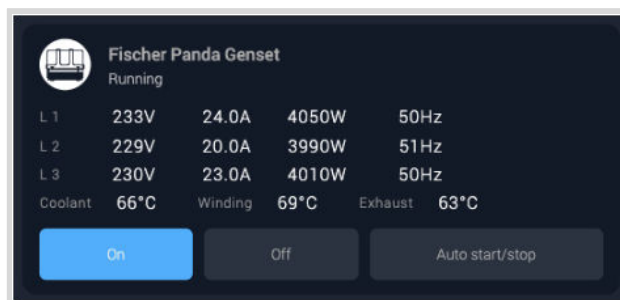 Fischer Panda Genset
Running
L 1 233V 24.0A 4050W 50Hz
L 2 229V 20.0A 3990W 51Hz
L 3 230V 23.0A 4010W 50Hz
Coolant 66°C Winding 69°C Exhaust 63°C
On Off Auto start/stop